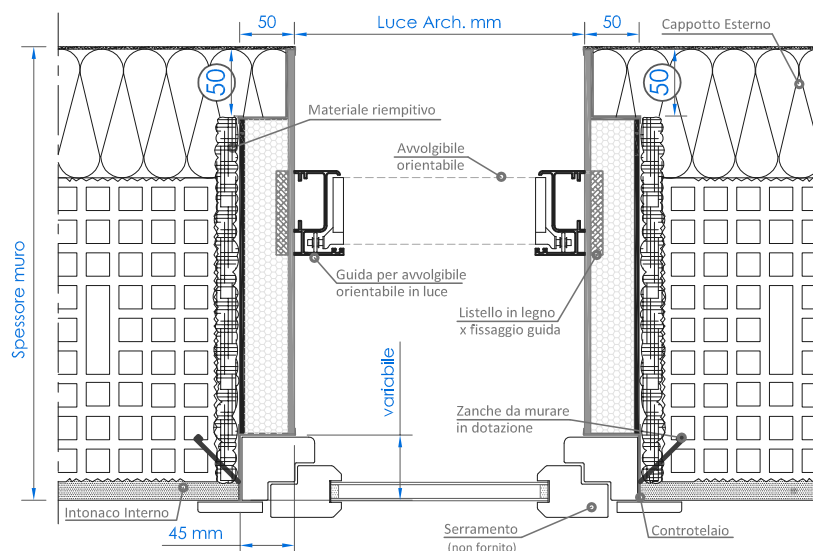 50
Luce Arch. mm
50
Cappotto Esterno
50
50
Materiale riempitivo
Avvolgibile
orientabile
Spessore muro
Guida per avvolgibile
orientabile in luce
Listello in legno
x fissaggio guida
variabile
Zanche da murare
in dotazione
Intonaco Interno
45 mm
Serramento
(non fornito)
Controtelaio